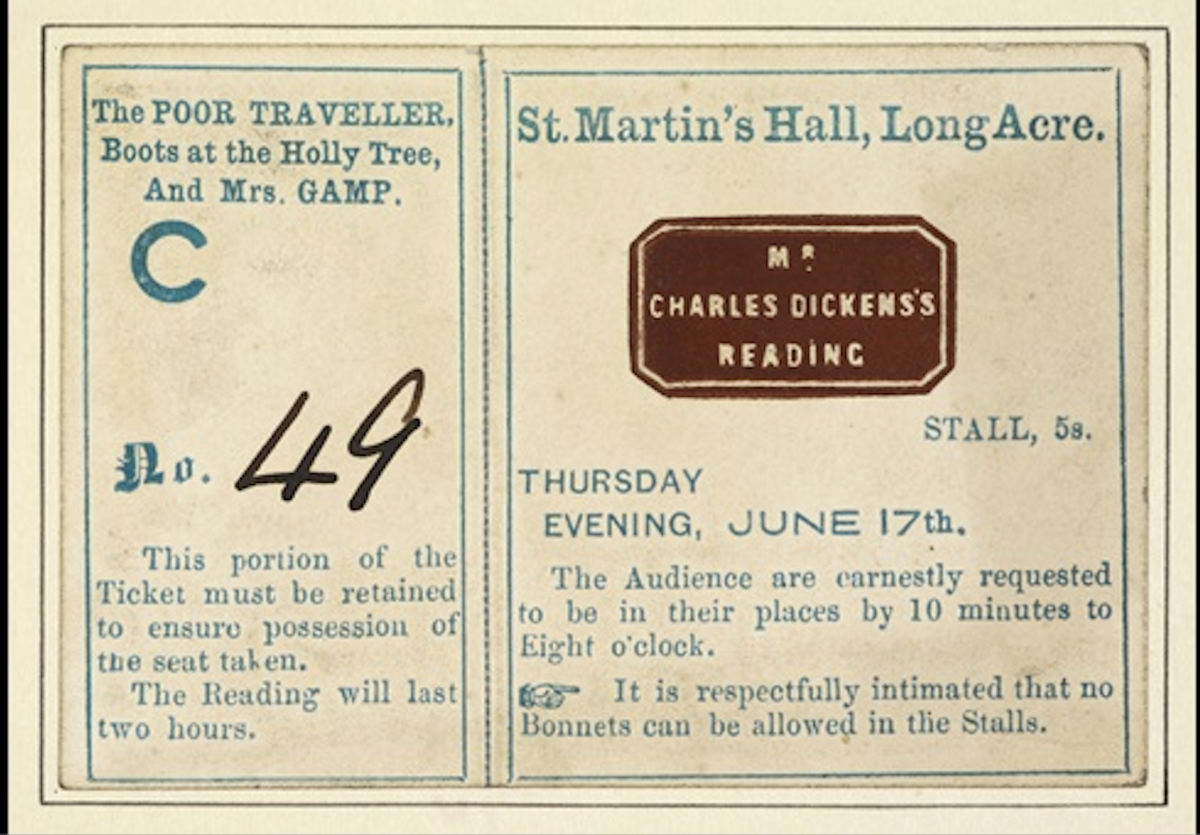 The POOR TRAVELLER,
Boots at the Holly Tree,
And Mrs. GAMP.
C
No. 49
This portion of the
Ticket must be retained
to ensure possession of
the seat taken.
The Reading will last
two hours.
St. Martin's Hall, Long Acre.
MR
CHARLES DICKENS'S
READING
STALL, 5s.
THURSDAY
EVENING, JUNE 17th.
The Audience are earnestly requested
to be in their places by 10 minutes to
Eight o'clock.
☞ It is respectfully intimated that no
Bonnets can be allowed in the Stalls.